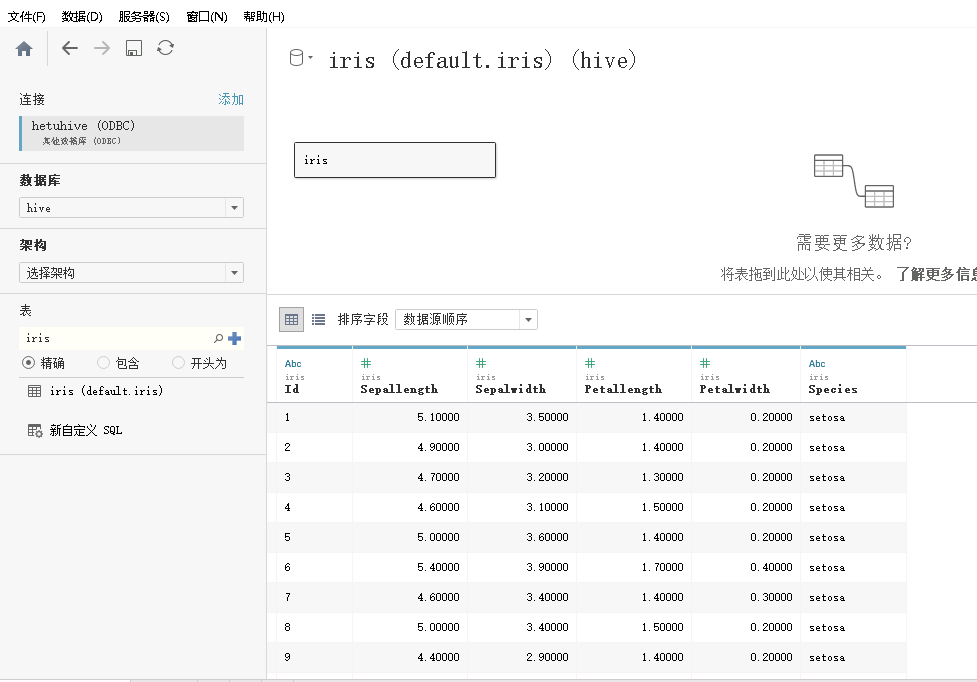 文件(F) 数据(D) 服务器(S) 窗口(N) 帮助(H)
iris (default.iris) (hive)
连接 添加
hetuhive (ODBC)
其他数据库 (ODBC)
数据库
hive
架构
选择架构
表
iris
精确 包含 开头为
iris (default.iris)
新自定义 SQL
iris
需要更多数据?
将表拖到此处以使其相关。 了解更多信息
排序字段 数据源顺序
Abc # # # # Abc
iris iris iris iris iris iris
Id Sepallength Sepalwidth Petallength Petalwidth Species
1 5.10000 3.50000 1.40000 0.20000 setosa
2 4.90000 3.00000 1.40000 0.20000 setosa
3 4.70000 3.20000 1.30000 0.20000 setosa
4 4.60000 3.10000 1.50000 0.20000 setosa
5 5.00000 3.60000 1.40000 0.20000 setosa
6 5.40000 3.90000 1.70000 0.40000 setosa
7 4.60000 3.40000 1.40000 0.30000 setosa
8 5.00000 3.40000 1.50000 0.20000 setosa
9 4.40000 2.90000 1.40000 0.20000 setosa